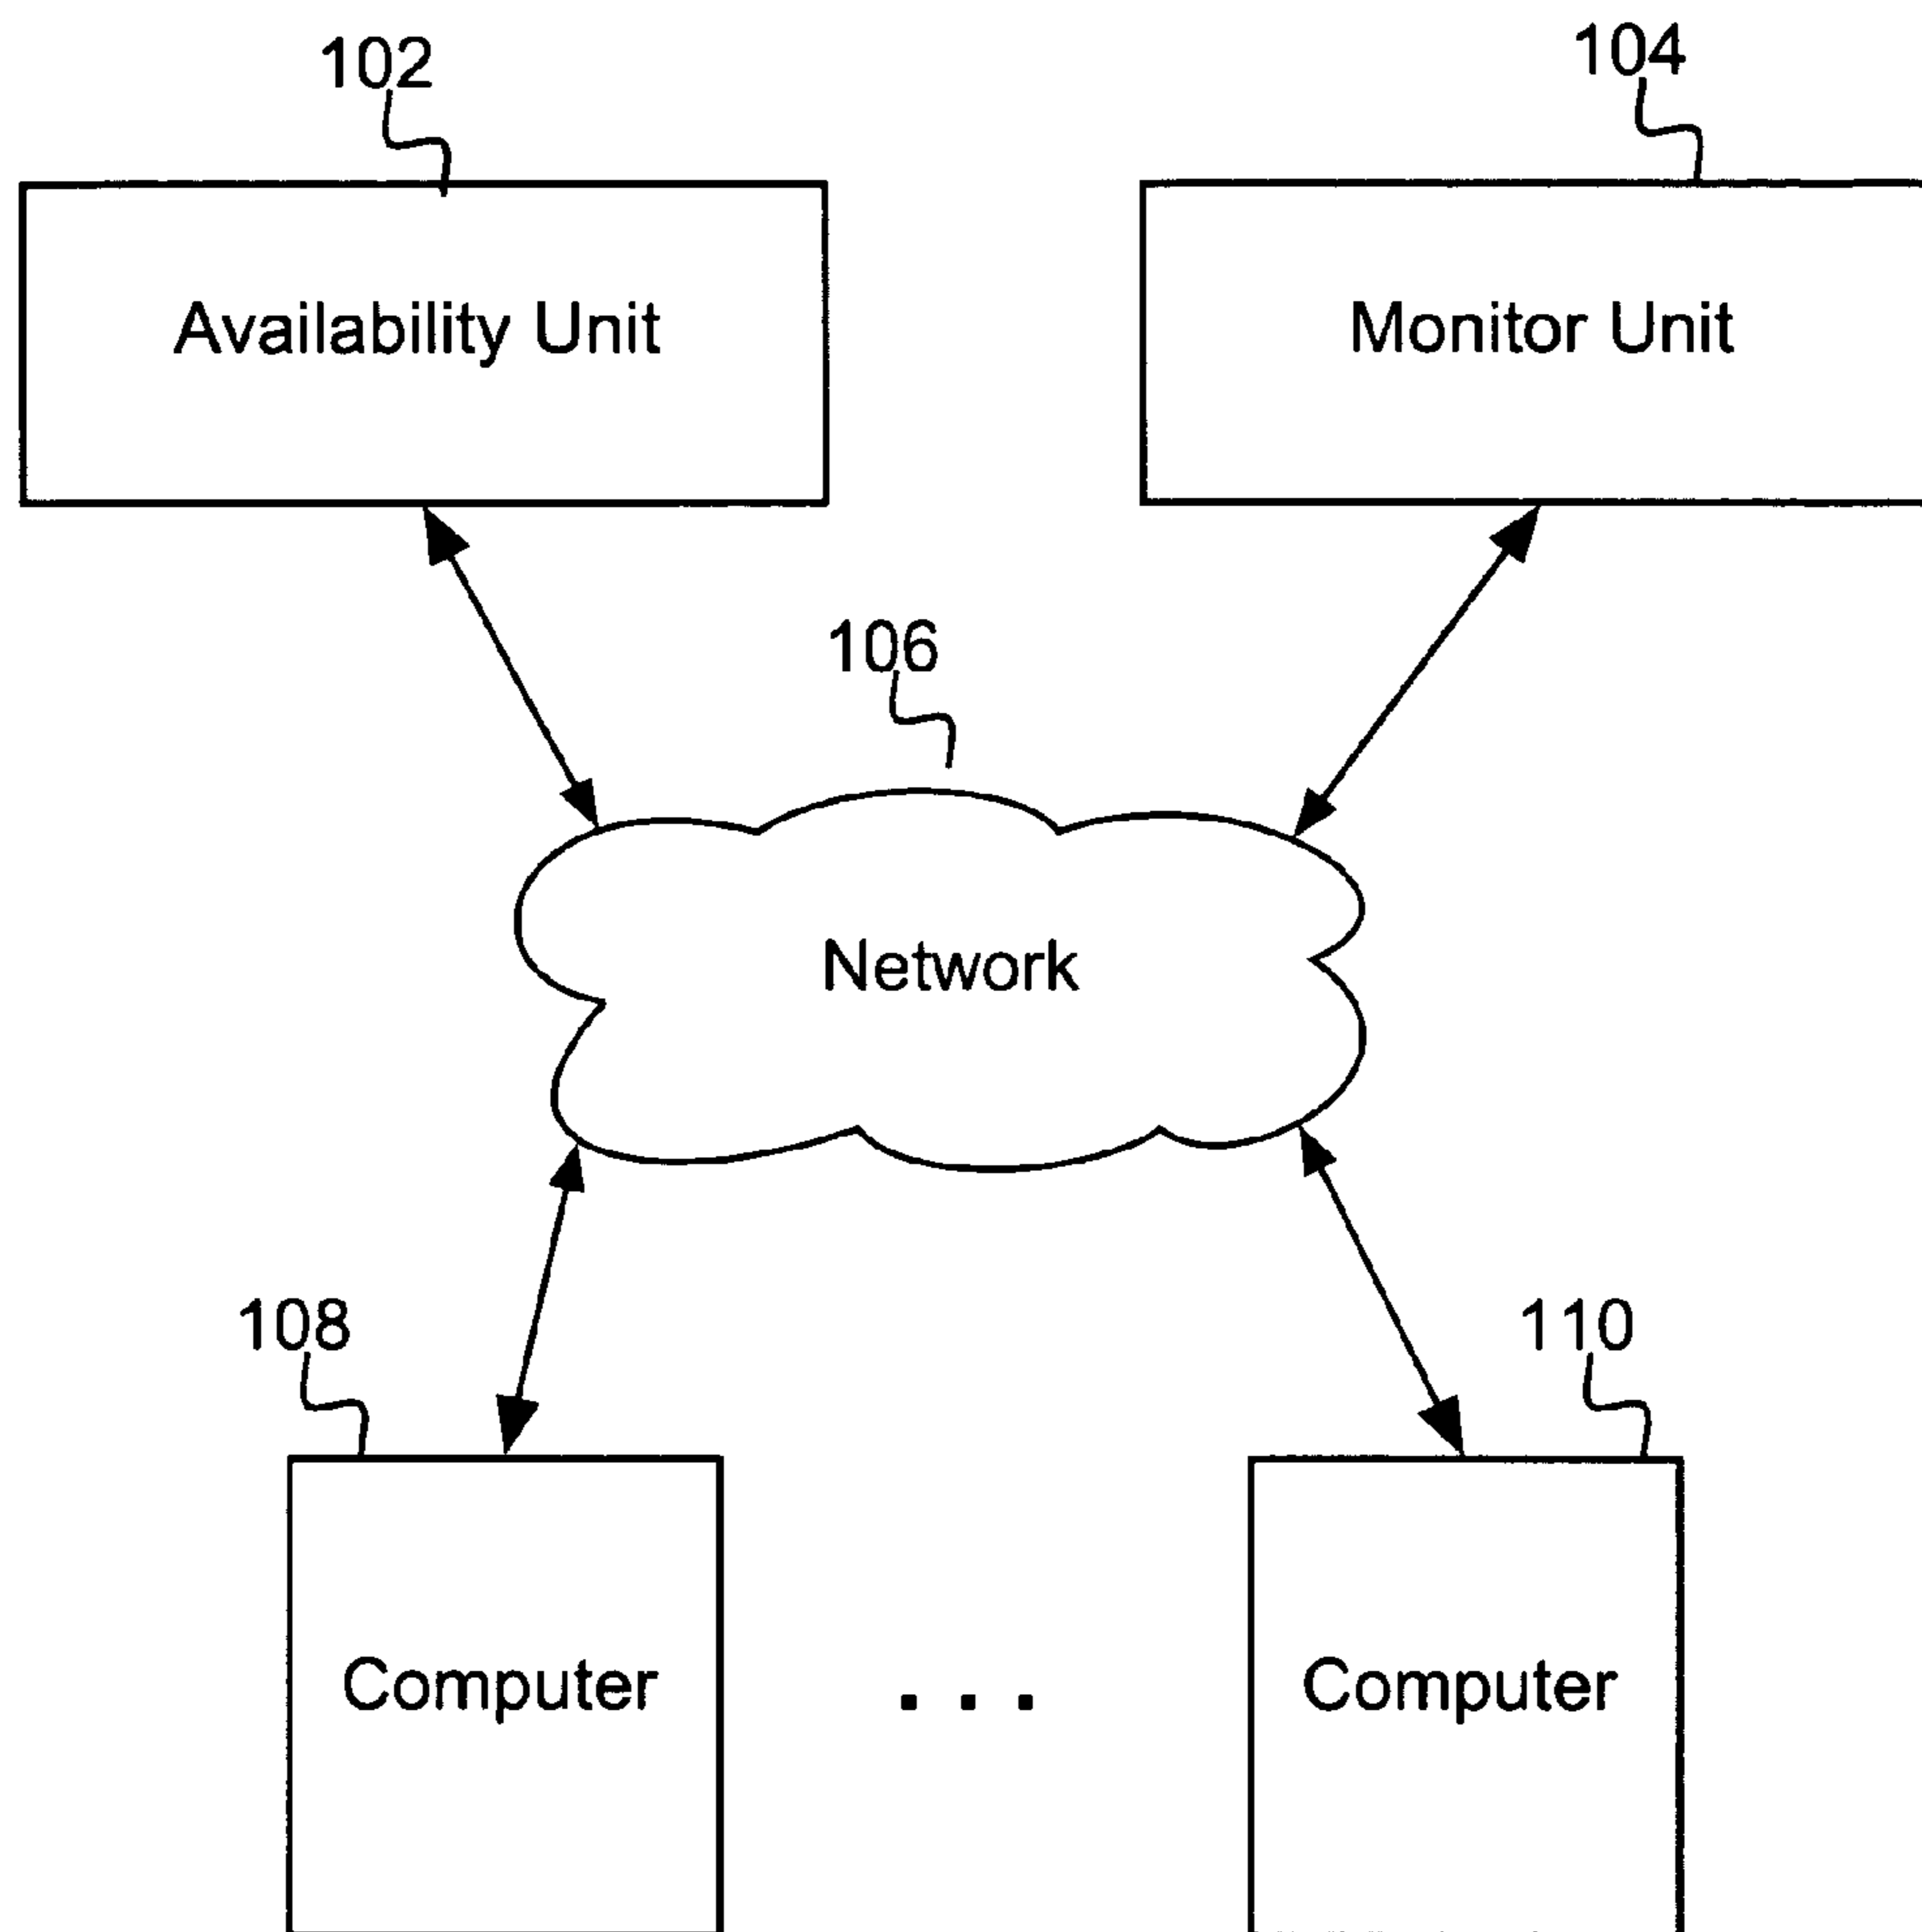 102
104
Availability Unit
Monitor Unit
106
Network
108
110
Computer
. . .
Computer